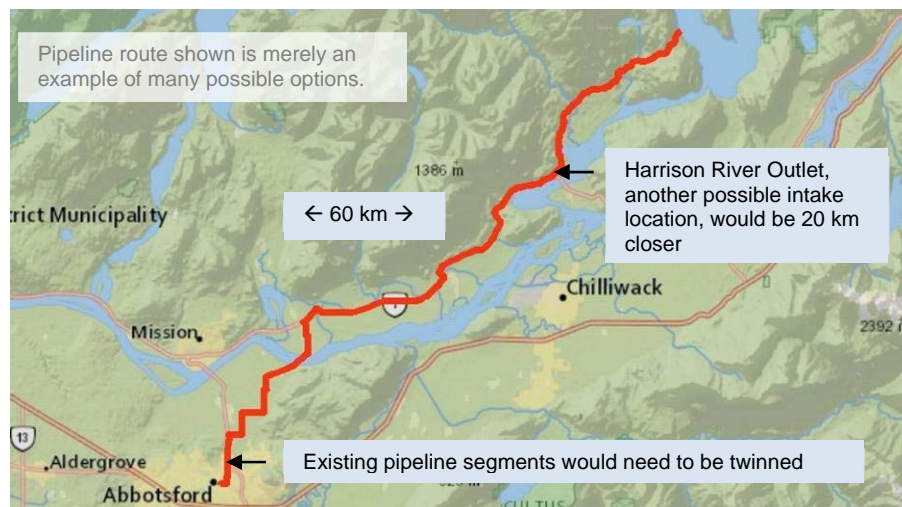 Pipeline route shown is merely an
example of many possible options.
1386 m
Harrison River Outlet,
another possible intake
location, would be 20 km
closer
← 60 km →
trict Municipality
Chilliwack
Mission
2392
13
Aldergrove
Existing pipeline segments would need to be twinned
Abbotsford
CULTUS